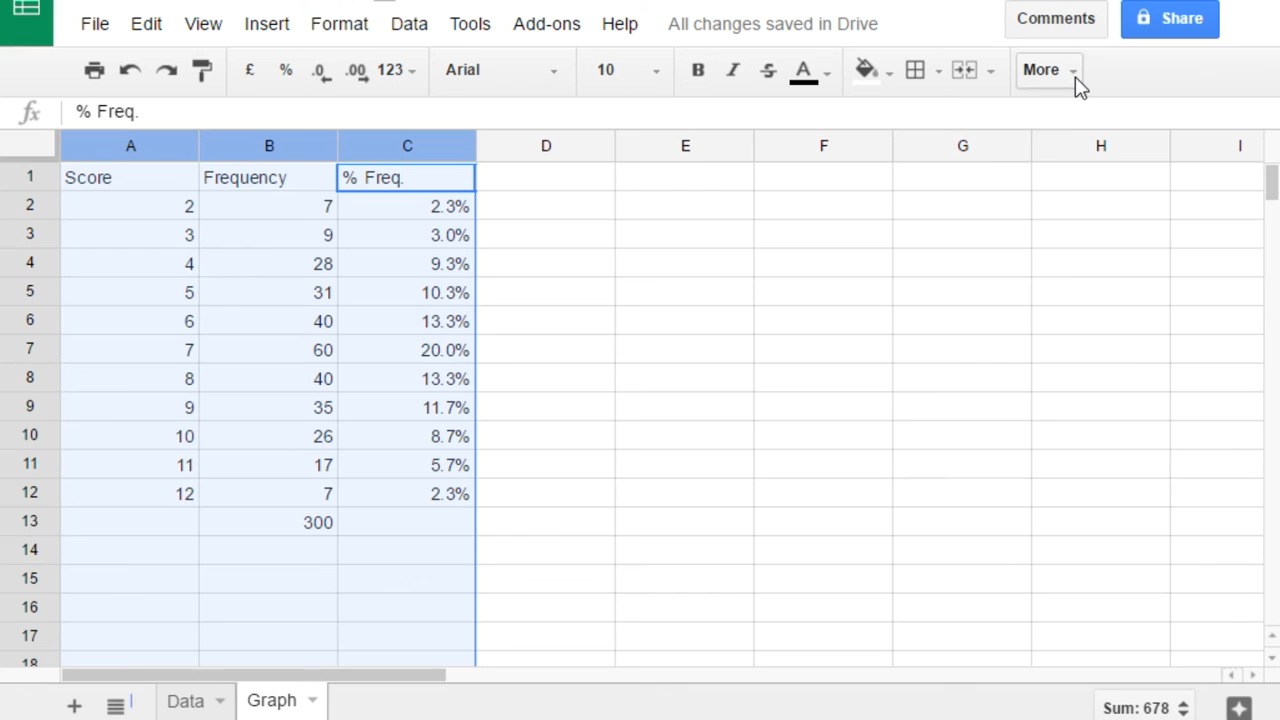 File Edit View Insert Format Data Tools Add-ons Help All changes saved in Drive Comments Share
£ % .0 .00 123 Arial 10 B I S A More
fx % Freq.
A B C D E F G H I
1 Score Frequency % Freq.
2 2 7 2.3%
3 3 9 3.0%
4 4 28 9.3%
5 5 31 10.3%
6 6 40 13.3%
7 7 60 20.0%
8 8 40 13.3%
9 9 35 11.7%
10 10 26 8.7%
11 11 17 5.7%
12 12 7 2.3%
13 300
14
15
16
17
18
+ Data Graph Sum: 678